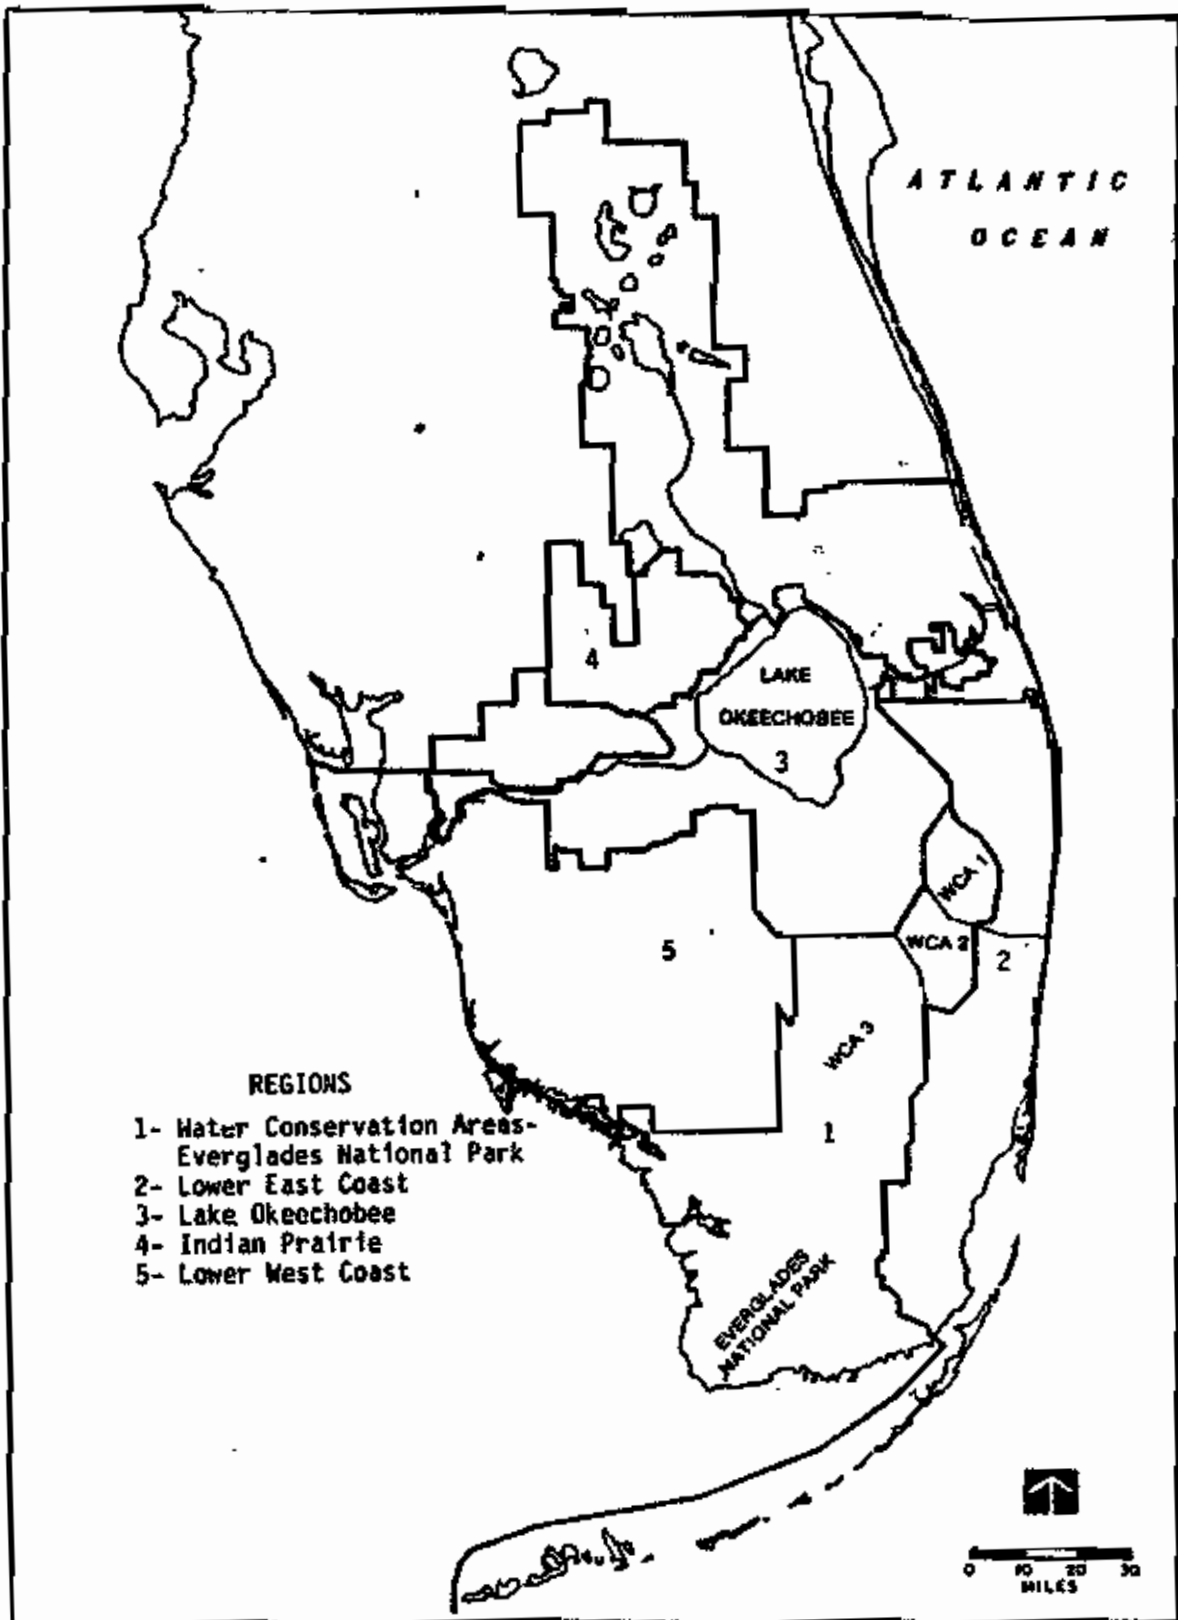 ATLANTIC
OCEAN
4
LAKE
OKEECHOBEE
3
WCA 1
WCA 2
2
5
WCA 3
1
REGIONS
1- Water Conservation Areas-
Everglades National Park
2- Lower East Coast
3- Lake Okeechobee
4- Indian Prairie
5- Lower West Coast
EVERGLADES
NATIONAL PARK
0 10 20 30
MILES